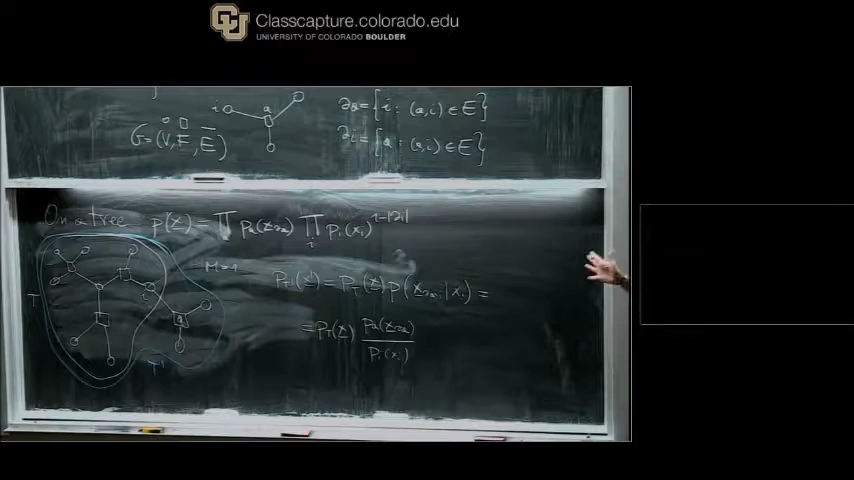 Classcapture.colorado.edu
UNIVERSITY OF COLORADO BOULDER
i a
∂a = {i : (a,i) ∈ E}
G = (V, F, E)
∂i = {a : (a,i) ∈ E}
On a tree p(x) = ∏ pa(x∂a) ∏i pi(xi)^1-|∂i|
M=1
pT'(x) = pT(x) p(x∂a\i | xi) =
T
i
a
= pT(x) pa(x∂a) / pi(xi)
T'